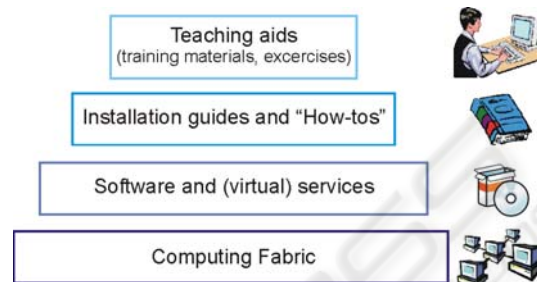 Teaching aids
(training materials, excercises)
Installation guides and “How-tos”
Software and (virtual) services
Computing Fabric